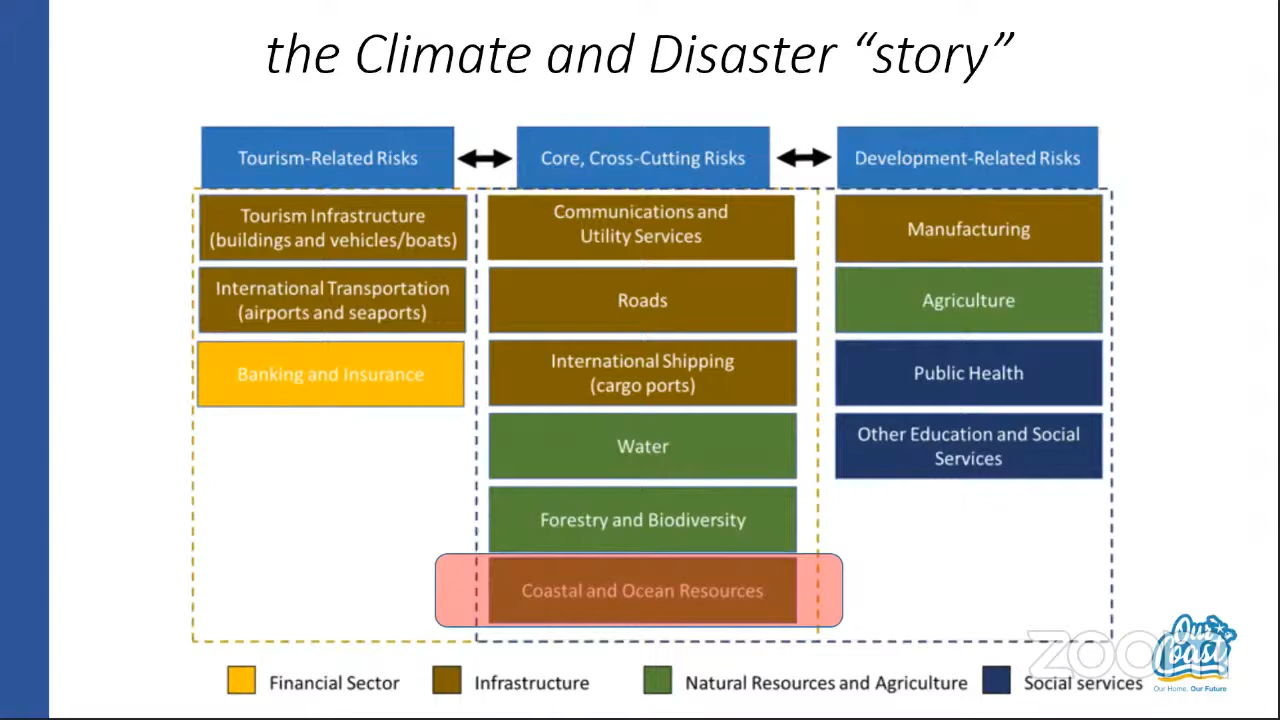 the Climate and Disaster “story”
Tourism-Related Risks
Core, Cross-Cutting Risks
Development-Related Risks
Tourism Infrastructure
(buildings and vehicles/boats)
International Transportation
(airports and seaports)
Banking and Insurance
Communications and
Utility Services
Roads
International Shipping
(cargo ports)
Water
Forestry and Biodiversity
Coastal and Ocean Resources
Manufacturing
Agriculture
Public Health
Other Education and Social
Services
Financial Sector
Infrastructure
Natural Resources and Agriculture
Social services
zoom
Our
Coast
Our Home, Our Future